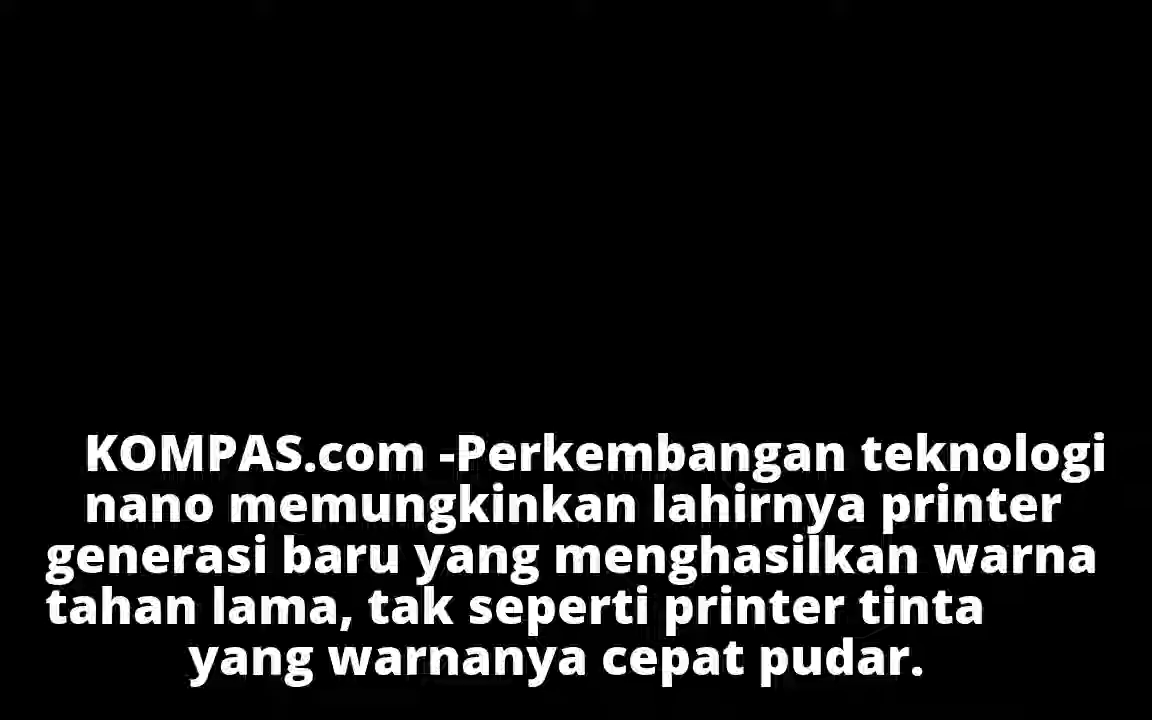 KOMPAS.com -Perkembangan teknologi
nano memungkinkan lahirnya printer
generasi baru yang menghasilkan warna
tahan lama, tak seperti printer tinta
yang warnanya cepat pudar.